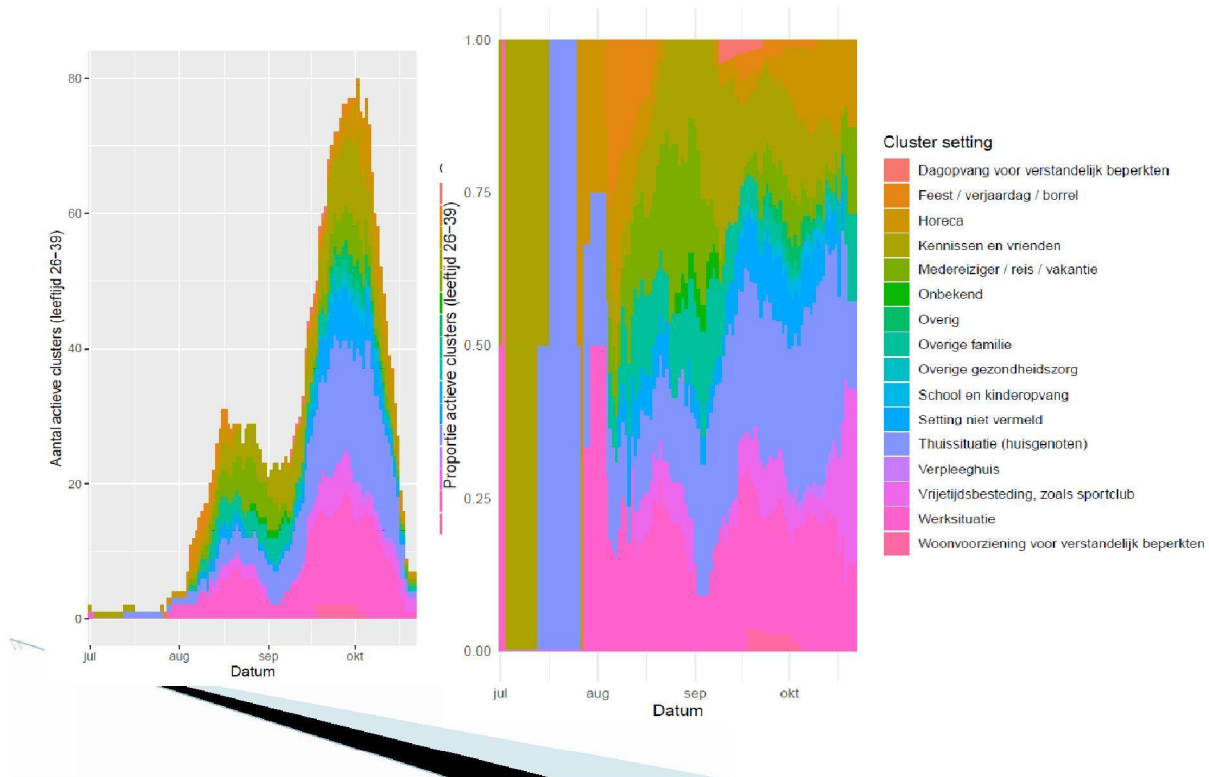 80
60
40
20
0
Aantal actieve clusters (leeftijd 26-39)
jul
aug
sep
okt
Datum
1.00
0.75
0.50
0.25
0.00
Proportie actieve clusters (leeftijd 26-39)
jul
aug
sep
okt
Datum
Cluster setting
Dagopvang voor verstandelijk beperkten
Feest / verjaardag / borrel
Horeca
Kennissen en vrienden
Medereiziger / reis / vakantie
Onbekend
Overig
Overige familie
Overige gezondheidszorg
School en kinderopvang
Setting niet vermeld
Thuissituatie (huisgenoten)
Verpleeghuis
Vrijetijdsbesteding, zoals sportclub
Werksituatie
Woonvoorziening voor verstandelijk beperkten